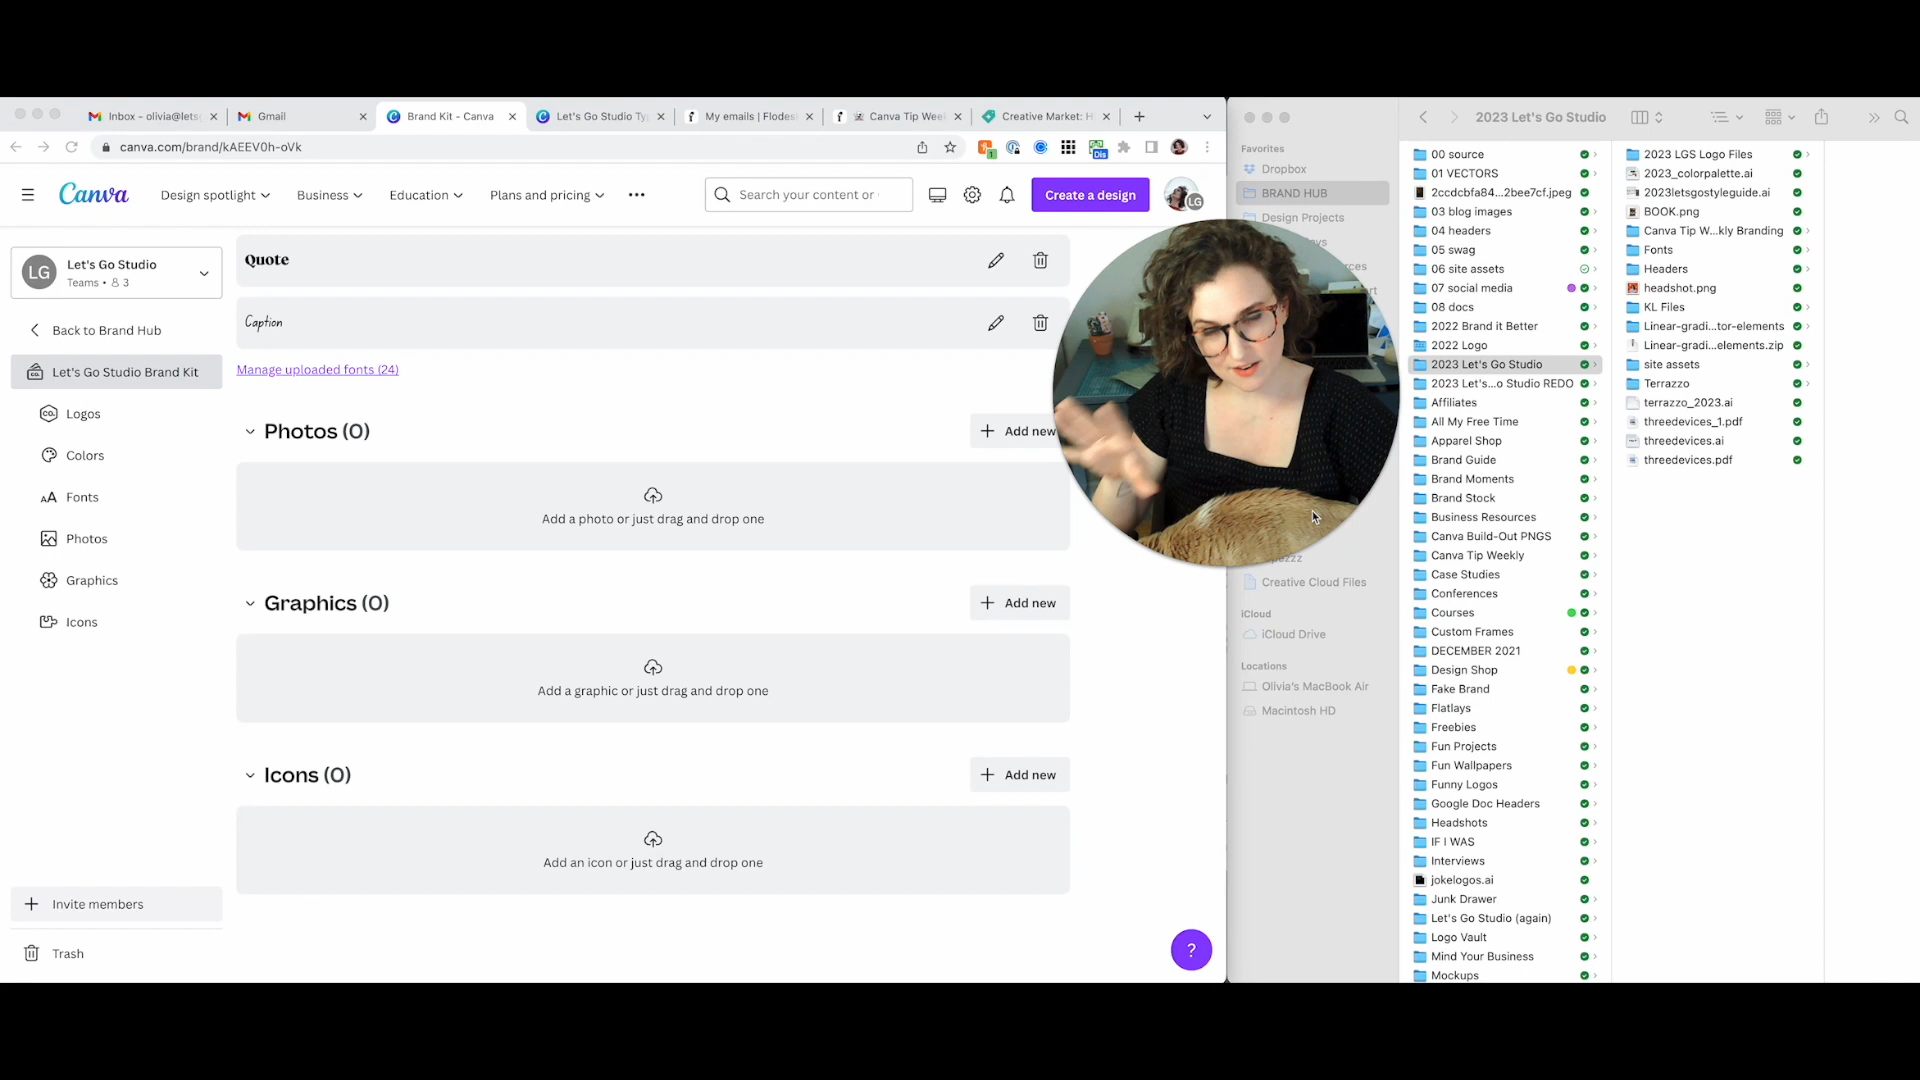 Inbox - olivia@lets
Gmail
Brand Kit - Canva
Let's Go Studio Ty
My emails | Flodes
Canva Tip Wee
Creative Market: H
canva.com/brand/kAEEV0h-oVk
1
Dis
Canva
Design spotlight
Business
Education
Plans and pricing
Search your content or
Create a design
LG
LG
Let's Go Studio
Teams • 3
Back to Brand Hub
Let's Go Studio Brand Kit
Logos
Colors
Fonts
Photos
Graphics
Icons
Invite members
Trash
Quote
Caption
Manage uploaded fonts (24)
Photos (0)
Add new
Add a photo or just drag and drop one
Graphics (0)
Add new
Add a graphic or just drag and drop one
Icons (0)
Add new
Add an icon or just drag and drop one
?
2023 Let's Go Studio
Favorites
Dropbox
BRAND HUB
Design Projects
Creative Cloud Files
iCloud
iCloud Drive
Locations
Olivia's MacBook Air
Macintosh HD
00 source
01 VECTORS
2ccdcbfa84...2bee7cf.jpeg
03 blog images
04 headers
05 swag
06 site assets
07 social media
08 docs
2022 Brand it Better
2022 Logo
2023 Let's Go Studio
2023 Let's...o Studio REDO
Affiliates
All My Free Time
Apparel Shop
Brand Guide
Brand Moments
Brand Stock
Business Resources
Canva Build-Out PNGS
Canva Tip Weekly
Case Studies
Conferences
Courses
Custom Frames
DECEMBER 2021
Design Shop
Fake Brand
Flatlays
Freebies
Fun Projects
Fun Wallpapers
Funny Logos
Google Doc Headers
Headshots
IF I WAS
Interviews
jokelogos.ai
Junk Drawer
Let's Go Studio (again)
Logo Vault
Mind Your Business
Mockups
2023 LGS Logo Files
2023_colorpalette.ai
2023letsgostyleguide.ai
BOOK.png
Canva Tip W...kly Branding
Fonts
Headers
headshot.png
KL Files
Linear-gradi...tor-elements
Linear-gradi...elements.zip
site assets
Terrazzo
terrazzo_2023.ai
threedevices_1.pdf
threedevices.ai
threedevices.pdf